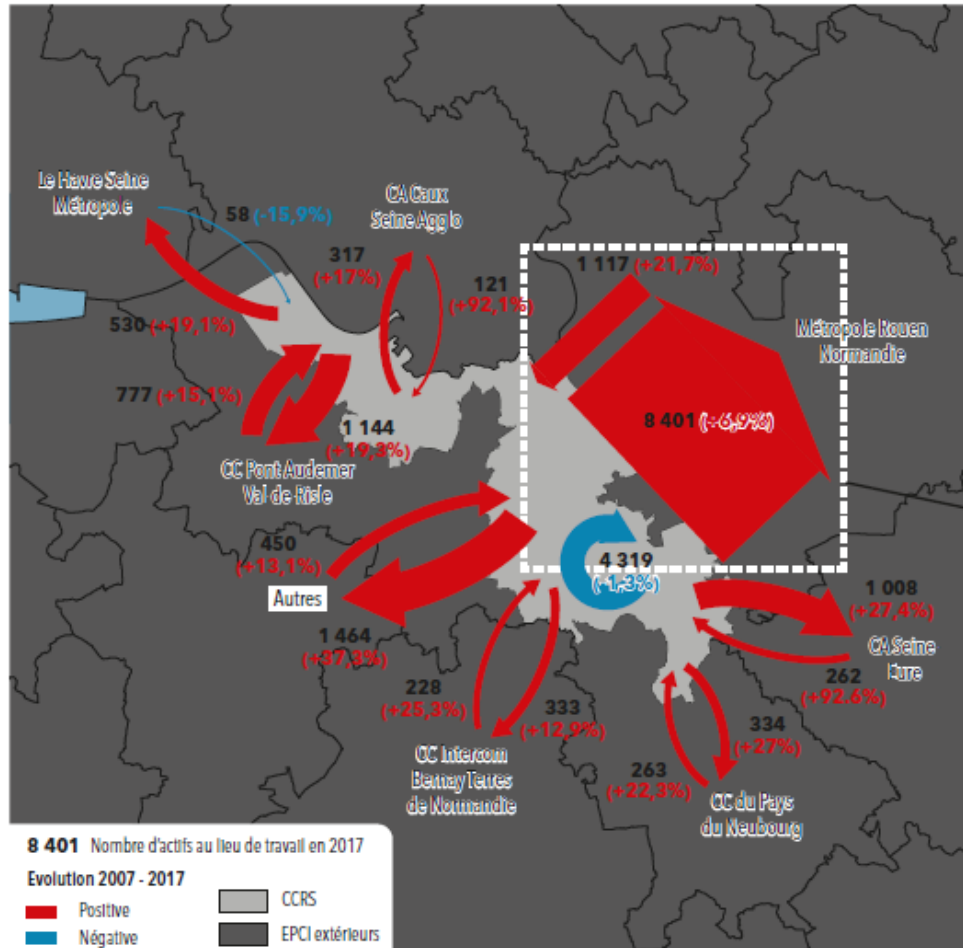 Le Havre Seine
Métropole
58 (-15,9%)
CA Caux
Seine Agglo
317
(+17%)
121
(+92,1%)
1 117 (+21,7%)
530 (+19,1%)
Métropole Rouen
Normandie
777 (+15,1%)
8 401 (+6,9%)
1 144
(+19,3%)
CC Pont Audemer
Val de Risle
450
(+13,1%)
Autres
4 319
(-1,3%)
1 008
(+27,4%)
1 464
(+37,3%)
CA Seine
Eure
262
(+92.6%)
228
(+25,3%)
333
(+12,9%)
334
(+27%)
CC Intercom
Bernay Terres
de Normandie
263
(+22,3%)
CC du Pays
du Neubourg
8 401 Nombre d'actifs au lieu de travail en 2017
Evolution 2007 - 2017
Positive
Négative
CCRS
EPCI extérieurs